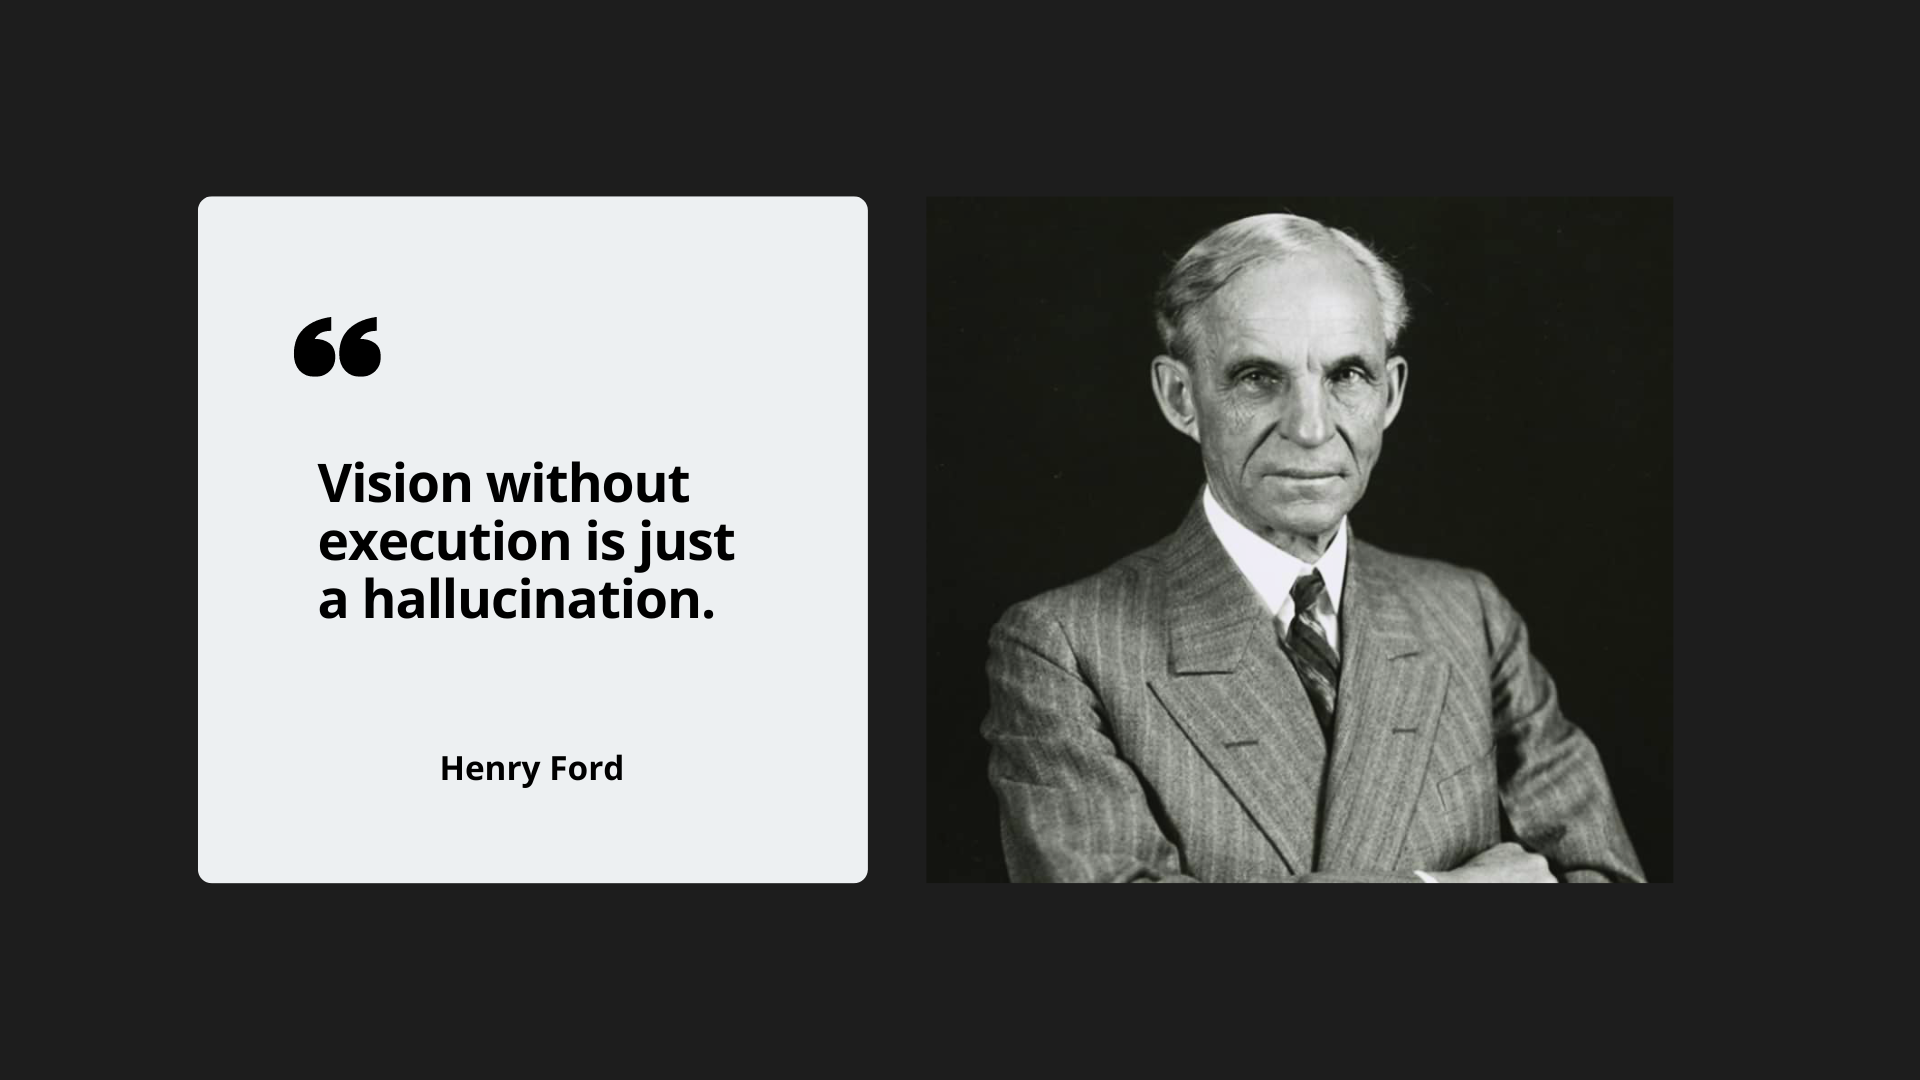 “
Vision without
execution is just
a hallucination.
Henry Ford